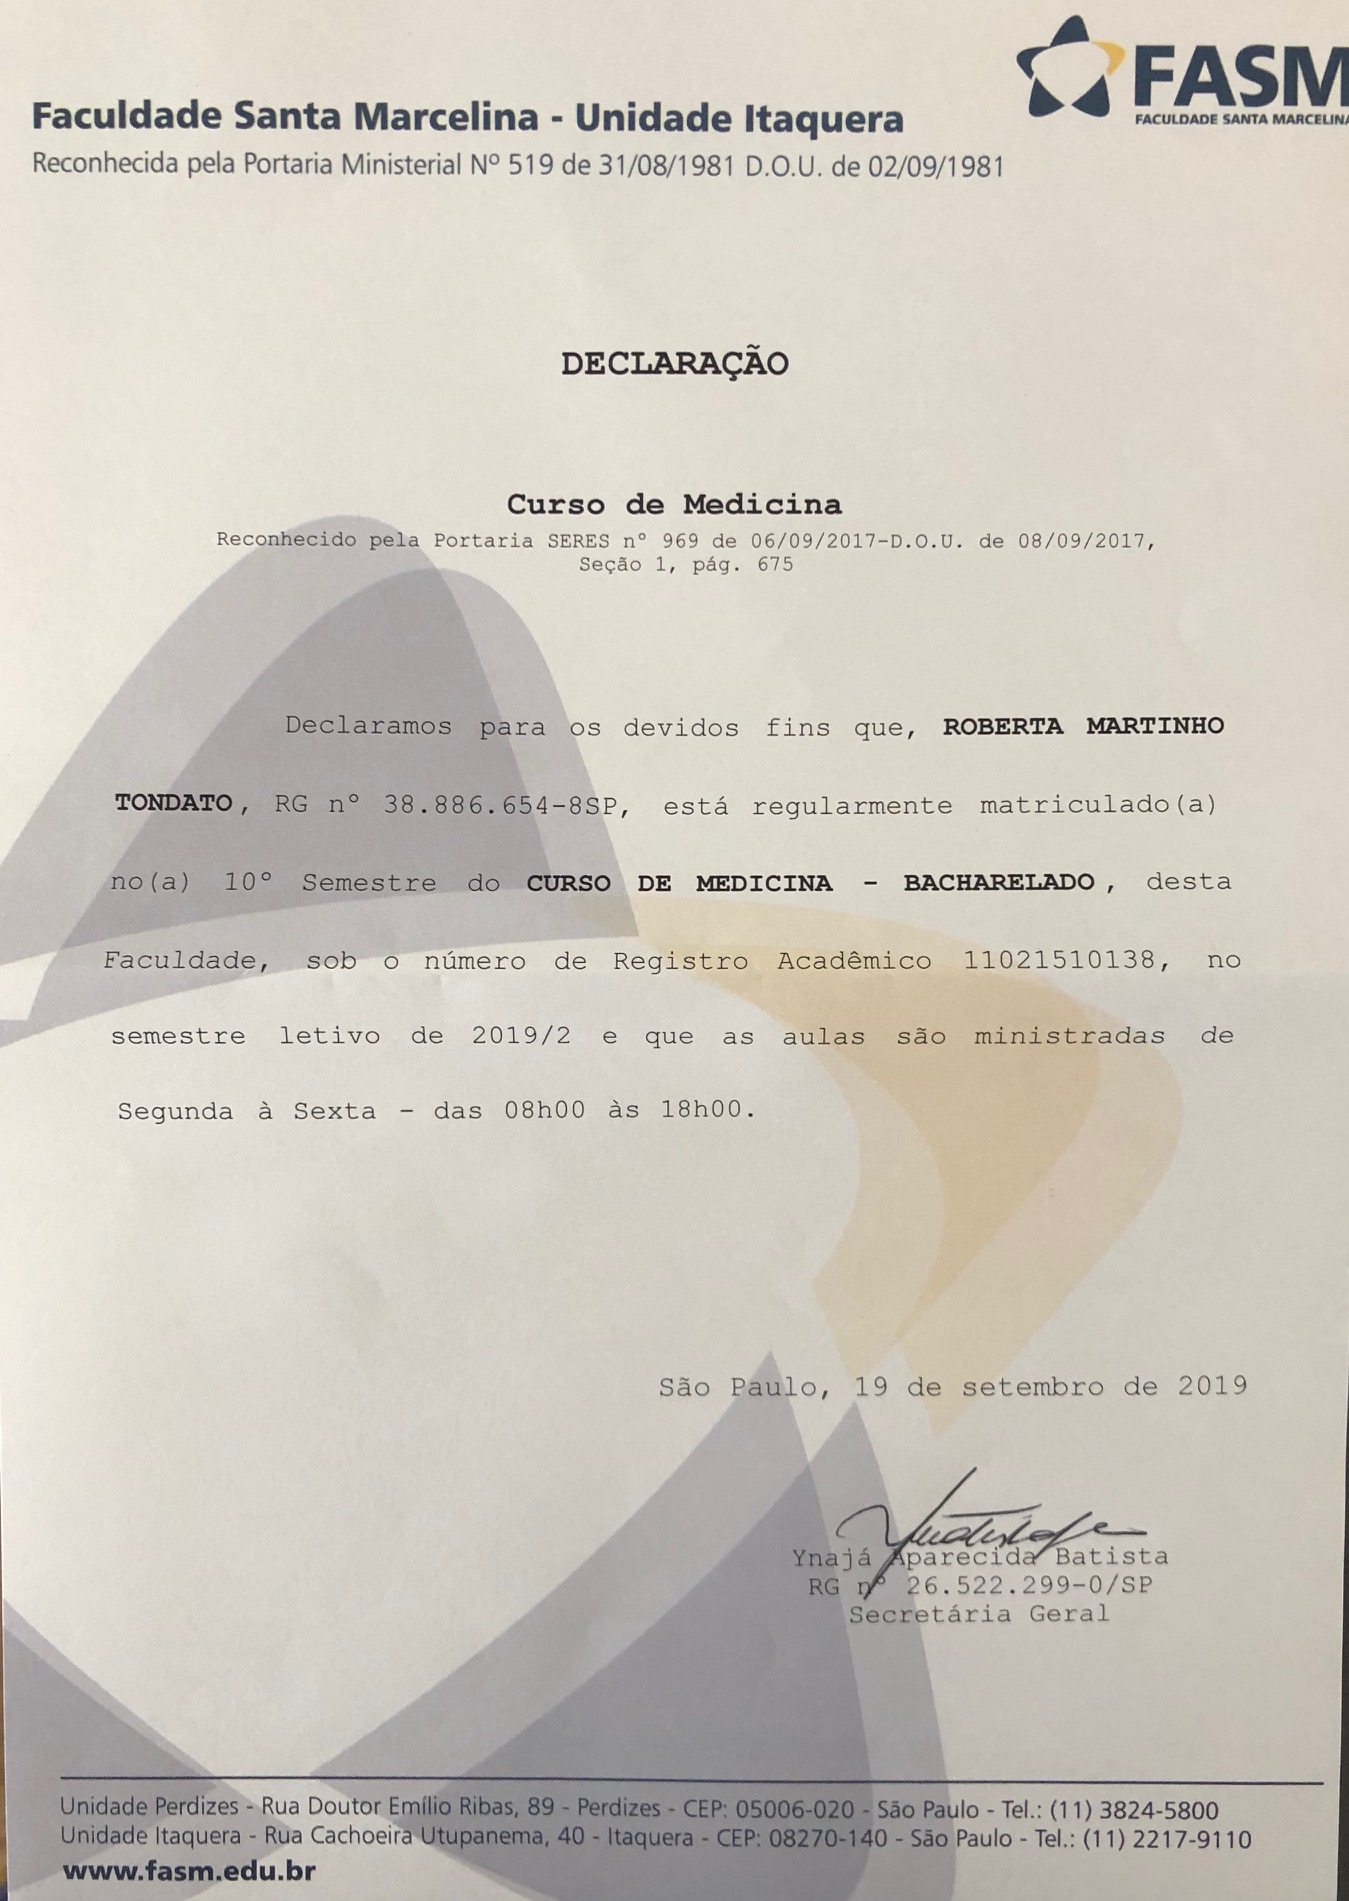 FASM
FACULDADE SANTA MARCELINA
Faculdade Santa Marcelina - Unidade Itaquera
Reconhecida pela Portaria Ministerial Nº 519 de 31/08/1981 D.O.U. de 02/09/1981
DECLARAÇÃO
Curso de Medicina
Reconhecido pela Portaria SERES nº 969 de 06/09/2017-D.O.U. de 08/09/2017,
Seção 1, pág. 675
Declaramos para os devidos fins que, ROBERTA MARTINHO
TONDATO, RG nº 38.886.654-8SP, está regularmente matriculado(a)
no(a) 10º Semestre do CURSO DE MEDICINA - BACHARELADO, desta
Faculdade, sob o número de Registro Acadêmico 11021510138, no
semestre letivo de 2019/2 e que as aulas são ministradas de
Segunda à Sexta - das 08h00 às 18h00.
São Paulo, 19 de setembro de 2019
Ynajá Aparecida Batista
RG nº 26.522.299-0/SP
Secretária Geral
Unidade Perdizes - Rua Doutor Emílio Ribas, 89 - Perdizes - CEP: 05006-020 - São Paulo - Tel.: (11) 3824-5800
Unidade Itaquera - Rua Cachoeira Utupanema, 40 - Itaquera - CEP: 08270-140 - São Paulo - Tel.: (11) 2217-9110
www.fasm.edu.br